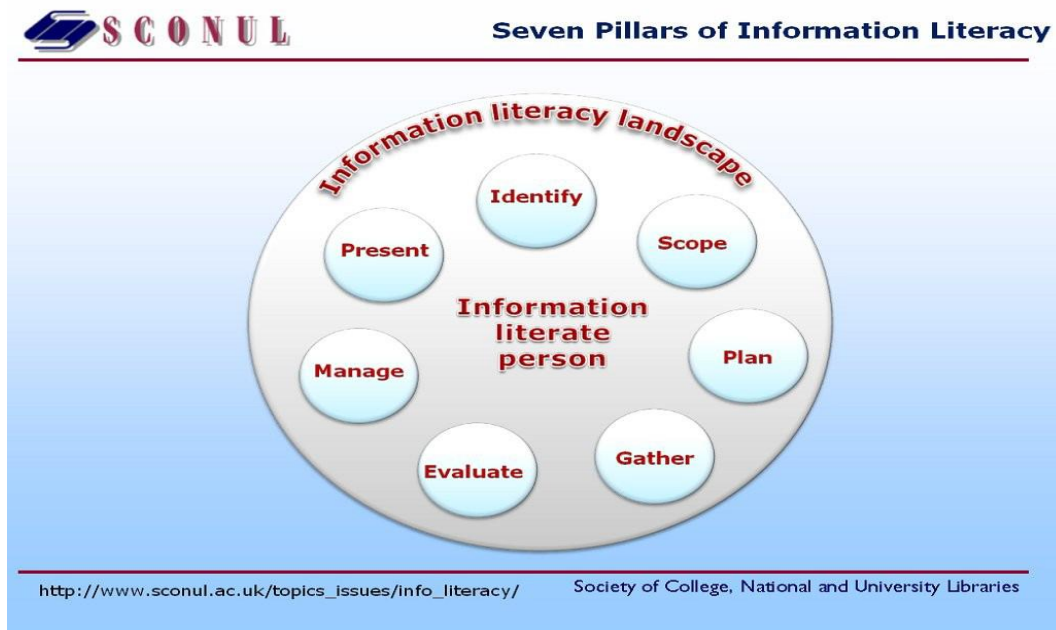 SCONUL
Seven Pillars of Information Literacy
Information literacy landscape
Identify
Scope
Present
Information
literate
person
Plan
Manage
Gather
Evaluate
http://www.sconul.ac.uk/topics_issues/info_literacy/
Society of College, National and University Libraries